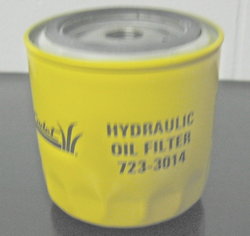 HYDRAULIC
OIL FILTER
723-3014